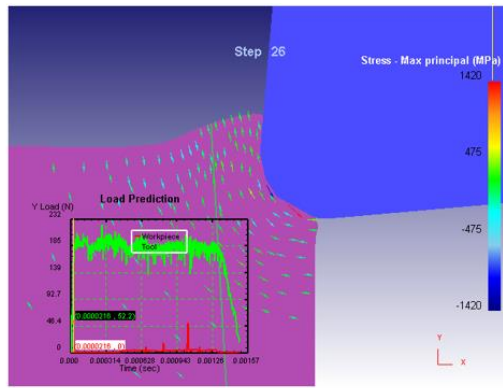 Step 26
Stress - Max principal (MPa)
1420
475
-475
-1420
Load Prediction
Y Load (N)
232
Workpiece
Tool
195
139
92.7
46.4
(0.0000216 , 52.2)
(0.0000216 , 0)
0
0.000 0.000314 0.000628 0.000942 0.00126 0.00157
Time (sec)
Y
X